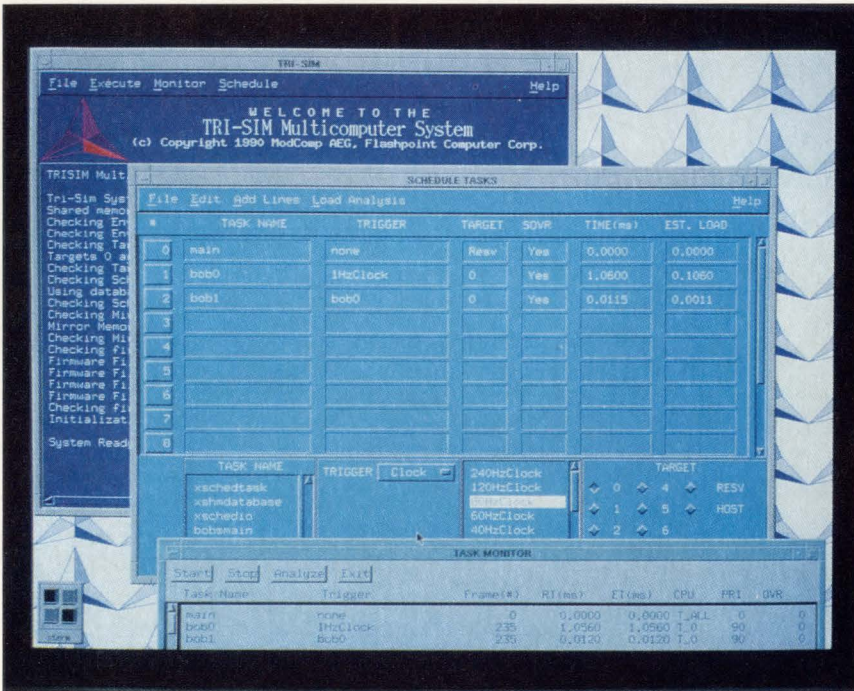 TRI-SIM
File Execute Monitor Schedule Help
WELCOME TO THE
TRI-SIM Multicomputer System
(c) Copyright 1990 ModComp AEG, Flashpoint Computer Corp.
TRISIM Mult
Tri-Sim Sys
Shared memo
Checking En
Checking En
Checking Ta
Targets 0 a
Checking Ta
Checking Sch
Using datab
Checking Sc
Checking Mi
Mirror Memo
Checking Mi
Checking fi
Firmware Fi
Firmware Fi
Firmware Fi
Firmware Fi
Checking fi
Initializat
System Read
SCHEDULE TASKS
File Edit Add Lines Load Analysis Help
# TASK NAME TRIGGER TARGET SOVR TIME(ms) EST. LOAD
0 main none Resv Yes 0.0000 0.0000
1 bob0 1HzClock 0 Yes 1.0600 0.1060
2 bob1 bob0 0 Yes 0.0115 0.0011
3
4
5
6
7
8
TASK NAME TRIGGER Clock TARGET
xschedtask
xshmdatabase
xschedio
bobsmain
240HzClock
120HzClock
60HzClock
40HzClock
0 4 RESV
1 5 HOST
2 6
TASK MONITOR
Start Stop Analyze Exit
Task Name Trigger Frame(#) RT(ms) ET(ms) CPU PRI OVR
main none 0 0.0000 0.0000 T_ALL 0 0
bob0 1HzClock 235 1.0560 1.0560 T_0 90 0
bob1 bob0 235 0.0120 0.0120 T_0 90 0
xterm